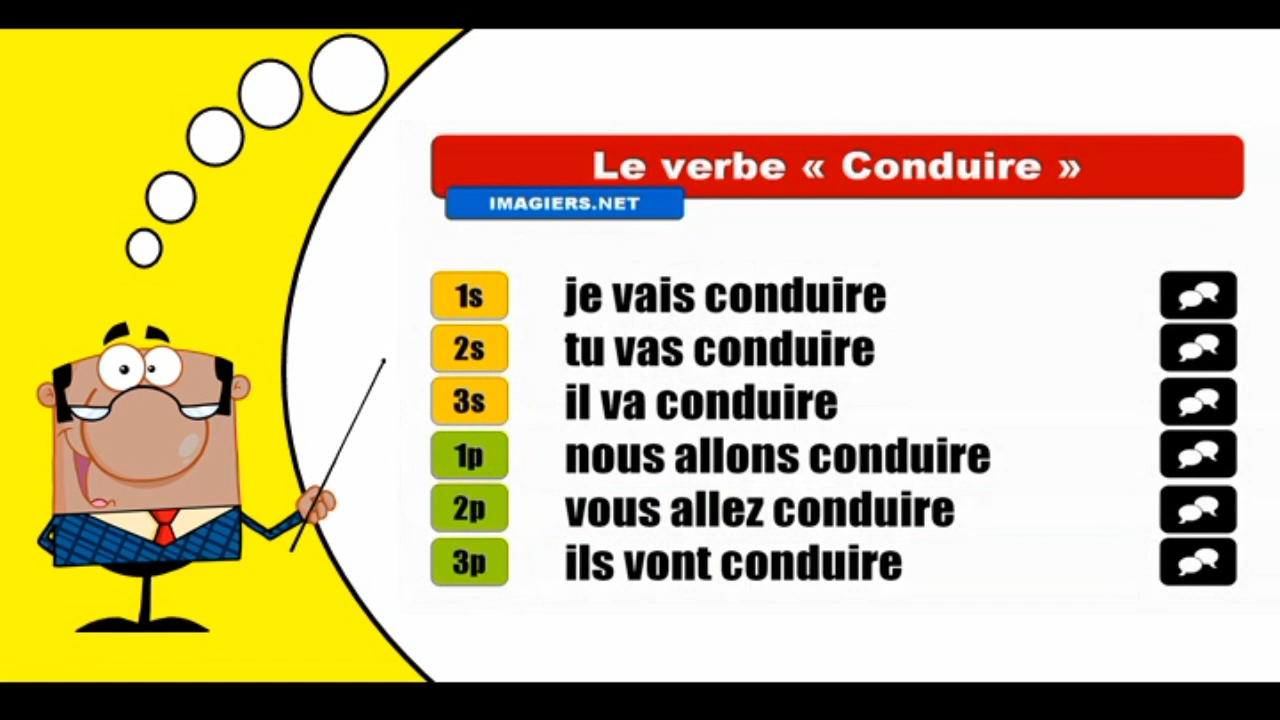 Le verbe « Conduire »
IMAGIERS.NET
1s je vais conduire
2s tu vas conduire
3s il va conduire
1p nous allons conduire
2p vous allez conduire
3p ils vont conduire